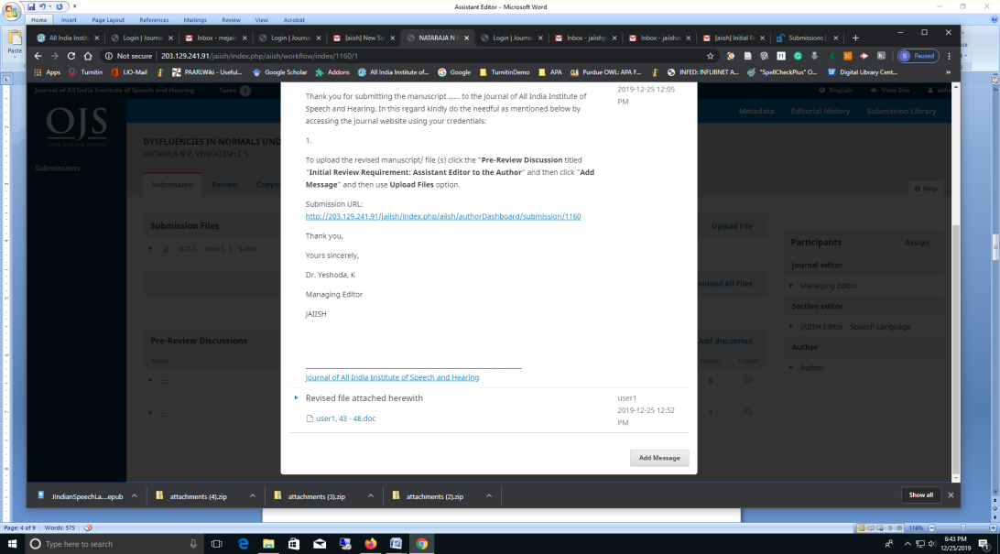 Assistant Editor - Microsoft Word
Home Insert Page Layout References Mailings Review View Acrobat
Paste
All India Institu Login | Journal Inbox - mejain Login | Journal [jaiish] New Su NATARAJA N P Login | Journal Inbox - jaiishp Inbox - jaiisha [jaiish] Initial R Submissions |
Not secure | 203.129.241.91/jaiish/index.php/aiish/workflow/index/1160/1
Paused
Apps Turnitin LIO-Mail PAARLWiki - Useful... Google Scholar Addons All India Institute of... Google TurnitinDemo APA Purdue OWL: APA F... INFED: INFLIBNET A... "SpellCheckPlus" O... Digital Library Cent...
Journal of All India Institute of Speech and Hearing Tasks English View Site
OJS
OPEN JOURNAL SYSTEMS
Submissions
Metadata Editorial History Submission Library
DYSFLUENCIES IN NORMALS UND
NATARAJA N P, VENKATESH C S
Submission Review Copye
Help
Submission Files
Upload File
1627-1 user1, 1 - 5.doc
nload All Files
Pre-Review Discussions
Add discussion
Name
Replies Closed
0
1
Participants Assign
Journal editor
Managing Editor
Section editor
JAIISH Editor - Speech Language
Author
Author
Thank you for submitting the manuscript ...... to the Journal of All India Institute of
Speech and Hearing. In this regard kindly do the needful as mentioned below by
accessing the journal website using your credentials:
2019-12-25 12:05
PM
1.
To upload the revised manuscript/ file (s) click the "Pre-Review Discussion titled
"Initial Review Requirement: Assistant Editor to the Author" and then click "Add
Message" and then use Upload Files option.
Submission URL:
http://203.129.241.91/jaiish/index.php/aiish/authorDashboard/submission/1160
Thank you,
Yours sincerely,
Dr. Yeshoda, K
Managing Editor
JAIISH
Journal of All India Institute of Speech and Hearing
Revised file attached herewith
user1
2019-12-25 12:52
PM
user1, 43 - 48.doc
Add Message
JIndianSpeechLa....epub attachments (4).zip attachments (3).zip attachments (2).zip Show all
Page: 4 of 9 Words: 575 116%
Type here to search
6:43 PM
12/25/2019